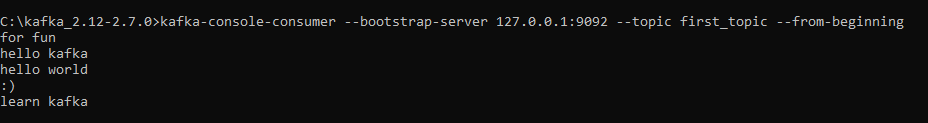 C:\kafka_2.12-2.7.0>kafka-console-consumer --bootstrap-server 127.0.0.1:9092 --topic first_topic --from-beginning
for fun
hello kafka
hello world
:)
learn kafka